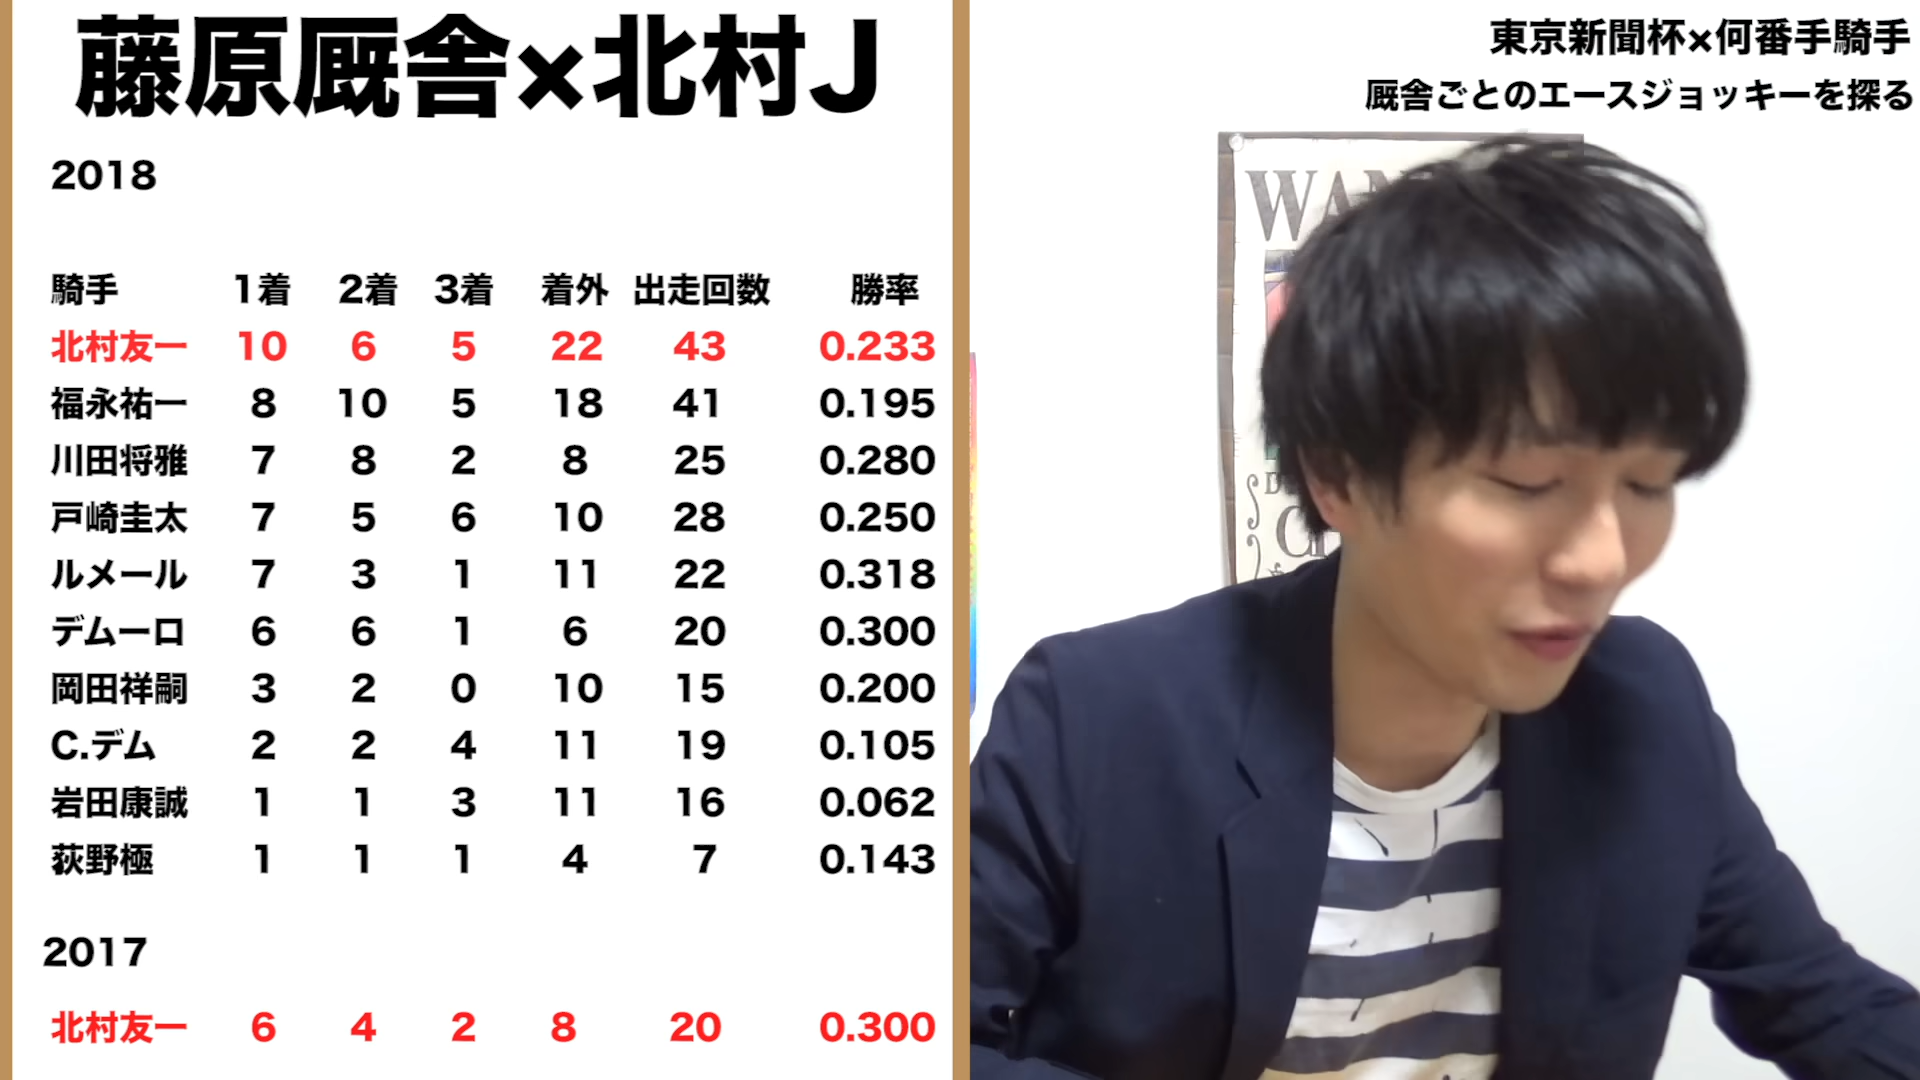 藤原厩舎×北村J
2018
騎手 1着 2着 3着 着外 出走回数 勝率
北村友一 10 6 5 22 43 0.233
福永祐一 8 10 5 18 41 0.195
川田将雅 7 8 2 8 25 0.280
戸崎圭太 7 5 6 10 28 0.250
ルメール 7 3 1 11 22 0.318
デムーロ 6 6 1 6 20 0.300
岡田祥嗣 3 2 0 10 15 0.200
C.デム 2 2 4 11 19 0.105
岩田康誠 1 1 3 11 16 0.062
荻野極 1 1 1 4 7 0.143
2017
北村友一 6 4 2 8 20 0.300
東京新聞杯×何番手騎手
厩舎ごとのエースジョッキーを探る